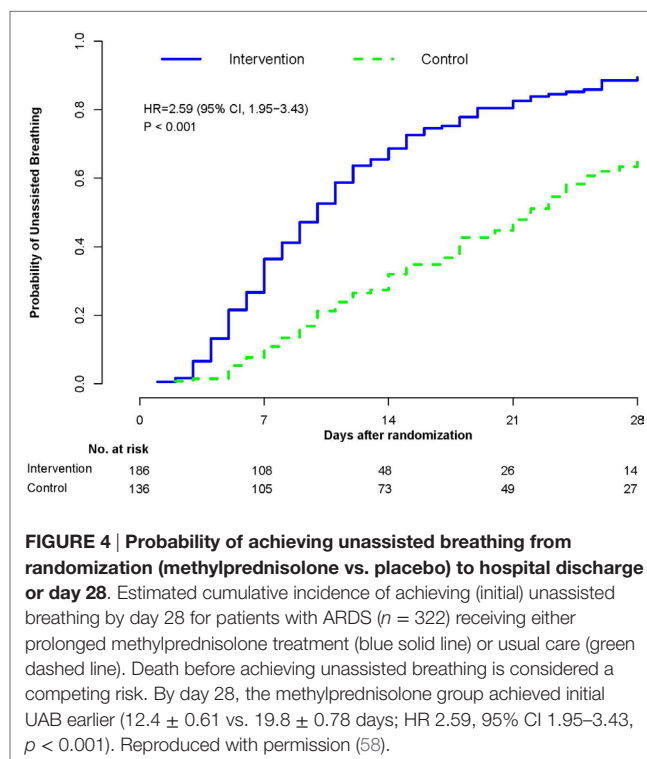 1.0
0.8
0.6
0.4
0.2
0.0
Probability of Unassisted Breathing
Intervention Control
HR=2.59 (95% CI, 1.95−3.43)
P < 0.001
0 7 14 21 28
Days after randomization
No. at risk
Intervention 186 108 48 26 14
Control 136 105 73 49 27
FIGURE 4 | Probability of achieving unassisted breathing from
randomization (methylprednisolone vs. placebo) to hospital discharge
or day 28. Estimated cumulative incidence of achieving (initial) unassisted
breathing by day 28 for patients with ARDS (n = 322) receiving either
prolonged methylprednisolone treatment (blue solid line) or usual care (green
dashed line). Death before achieving unassisted breathing is considered a
competing risk. By day 28, the methylprednisolone group achieved initial
UAB earlier (12.4 ± 0.61 vs. 19.8 ± 0.78 days; HR 2.59, 95% CI 1.95–3.43,
p < 0.001). Reproduced with permission (58).